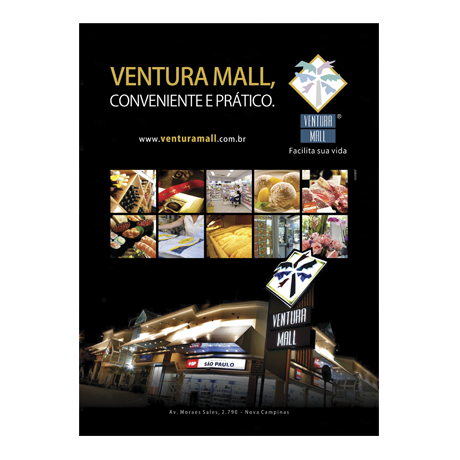 VENTURA MALL,
CONVENIENTE E PRÁTICO.
www.venturamall.com.br
VENTURA ®
MALL
Facilita sua vida
VENTURA
MALL
SÃO PAULO
Av. Moraes Sales, 2.790 - Nova Campinas